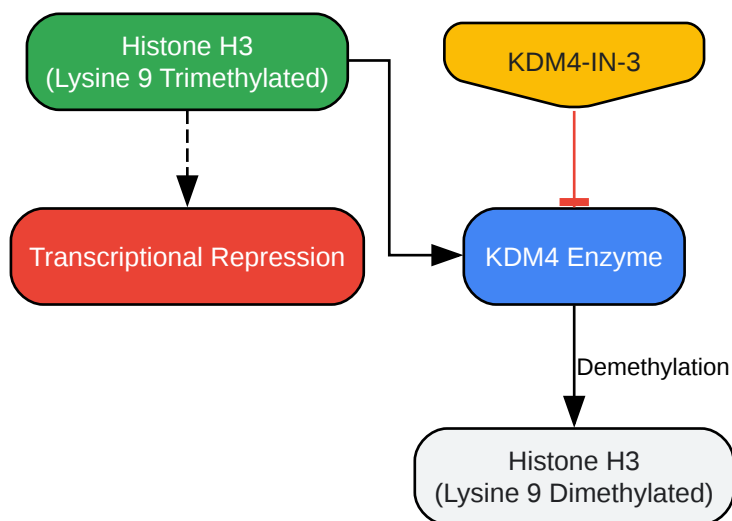 Histone H3
(Lysine 9 Trimethylated)
KDM4-IN-3
Transcriptional Repression
KDM4 Enzyme
Demethylation
Histone H3
(Lysine 9 Dimethylated)